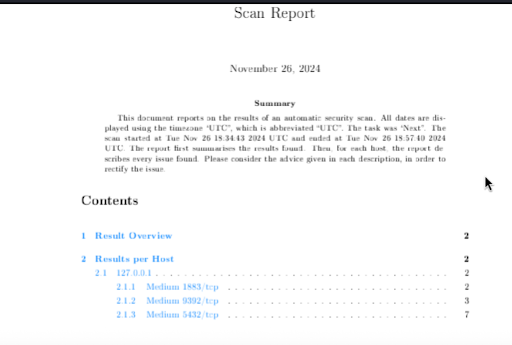 Scan Report
November 26, 2024
Summary
This document reports on the results of an automatic security scan. All dates are dis-
played using the timezone "UTC", which is abbreviated "UTC". The task was "Next". The
scan started at Tue Nov 26 18:34:43 2024 UTC and ended at Tue Nov 26 18:57:40 2024
UTC. The report first summarises the results found. Then, for each host, the report de
scribes every issue found. Please consider the advice given in each description, in order to
rectify the issue.
Contents
1 Result Overview 2
2 Results per Host 2
2.1 127.0.0.1 . . . . . . . . . . . . . . . . . . . . . . . . . . . . . . 2
2.1.1 Medium 1883/tcp . . . . . . . . . . . . . . . . . . . . . . . 2
2.1.2 Medium 9392/tcp . . . . . . . . . . . . . . . . . . . . . . . 3
2.1.3 Medium 5432/tcp . . . . . . . . . . . . . . . . . . . . . . . 7